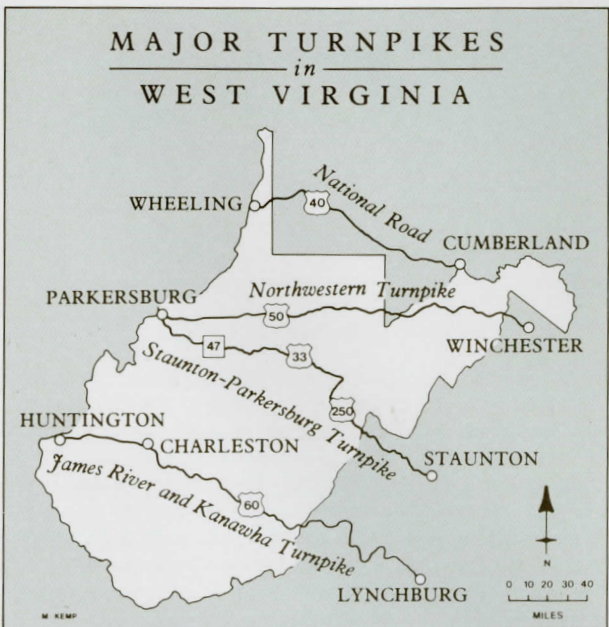 MAJOR TURNPIKES
in
WEST VIRGINIA
National Road
WHEELING
40
CUMBERLAND
Northwestern Turnpike
PARKERSBURG
50
WINCHESTER
47
33
Staunton-Parkersburg Turnpike
250
HUNTINGTON
CHARLESTON
STAUNTON
James River and Kanawha Turnpike
60
LYNCHBURG
N
0 10 20 30 40
MILES
M KEMP